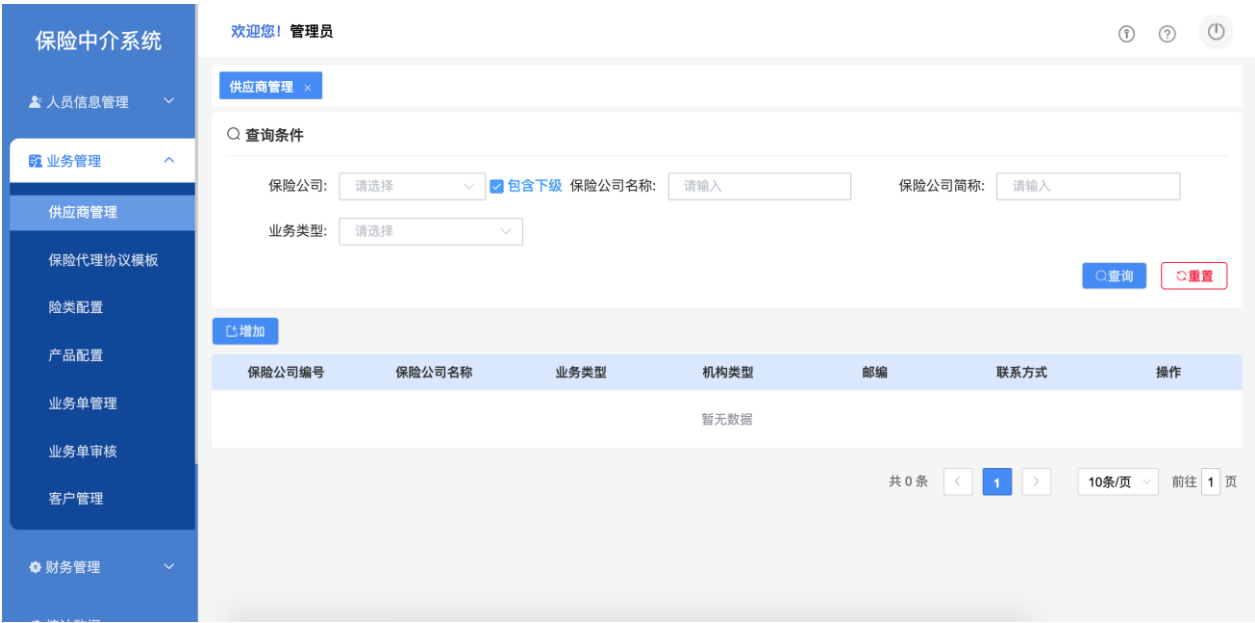 保险中介系统
欢迎您！管理员
人员信息管理
业务管理
供应商管理
保险代理协议模板
险类配置
产品配置
业务单管理
业务单审核
客户管理
财务管理
供应商管理 ×
查询条件
保险公司: 请选择 包含下级 保险公司名称: 请输入 保险公司简称: 请输入
业务类型: 请选择
查询 重置
增加
保险公司编号 保险公司名称 业务类型 机构类型 邮编 联系方式 操作
暂无数据
共 0 条 1 10条/页 前往 1 页